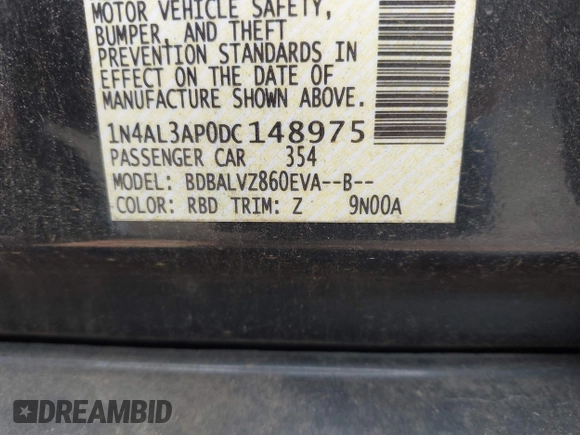 MOTOR VEHICLE SAFETY,
BUMPER, AND THEFT
PREVENTION STANDARDS IN
EFFECT ON THE DATE OF
MANUFACTURE SHOWN ABOVE.
1N4AL3AP0DC148975
PASSENGER CAR 354
MODEL: BDBALVZ860EVA--B--
COLOR: RBD TRIM: Z 9N00A
DREAMBID